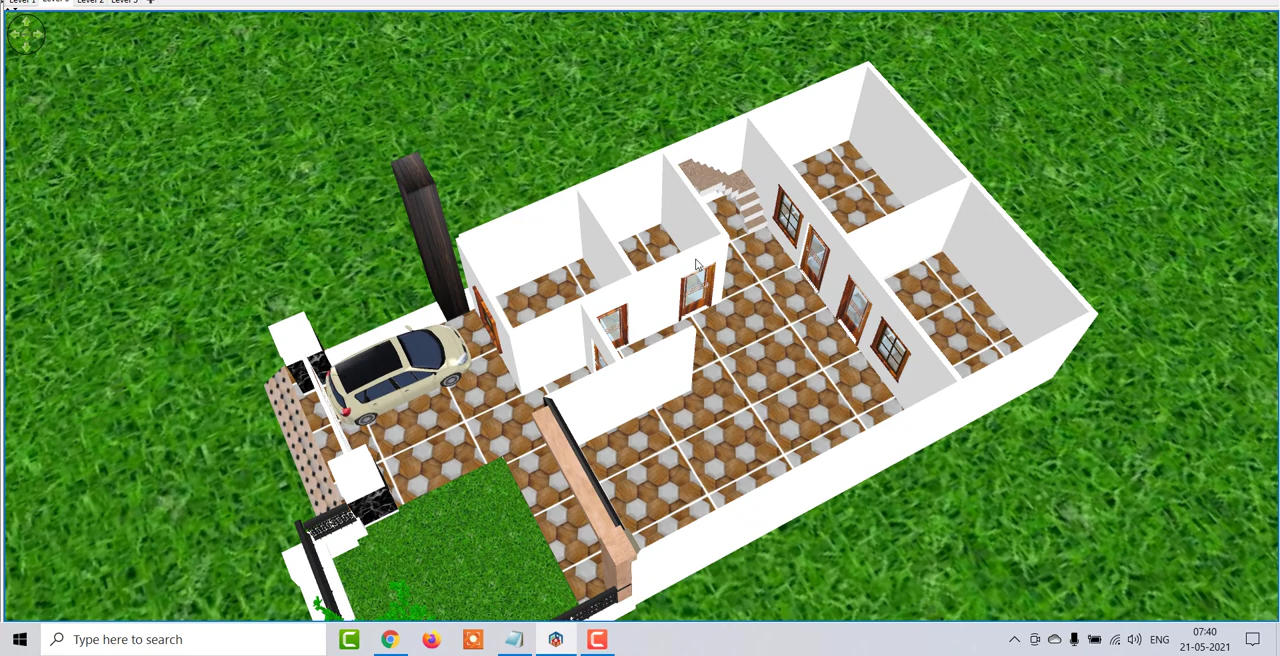 Level 1 Level 2 Level 3
Type here to search
ENG
07:40
21-05-2021